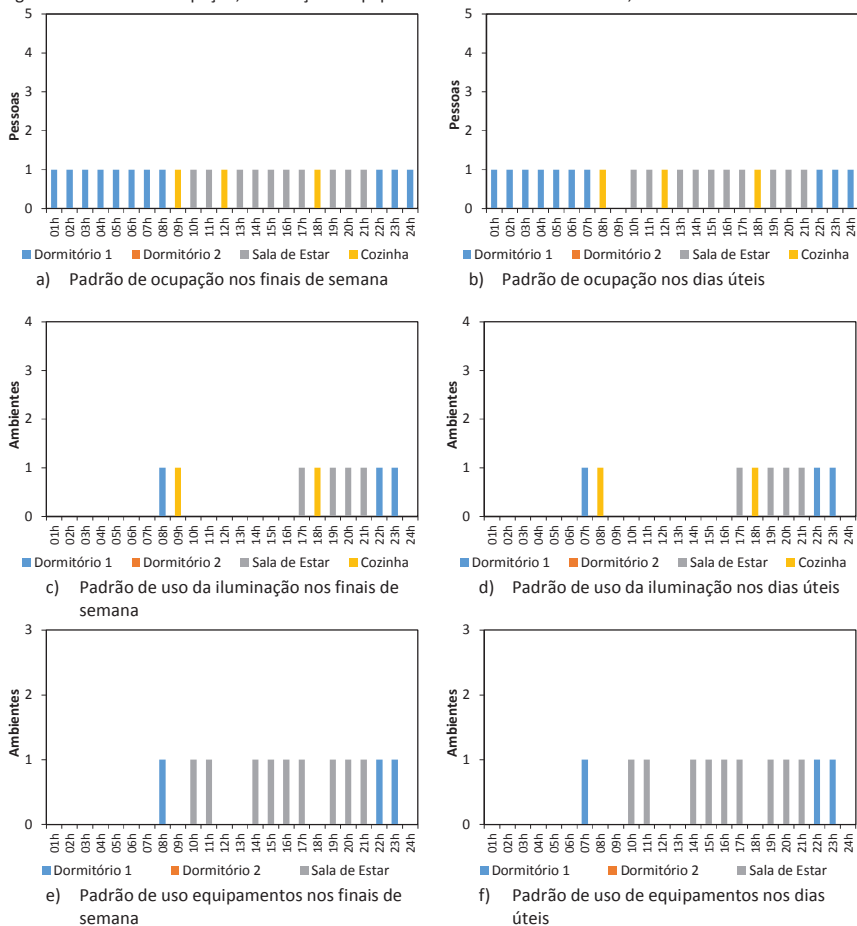 5
4
3
2
1
0
Pessoas
01h 02h 03h 04h 05h 06h 07h 08h 09h 10h 11h 12h 13h 14h 15h 16h 17h 18h 19h 20h 21h 22h 23h 24h
Dormitório 1 Dormitório 2 Sala de Estar Cozinha
a) Padrão de ocupação nos finais de semana
5
4
3
2
1
0
Pessoas
01h 02h 03h 04h 05h 06h 07h 08h 09h 10h 11h 12h 13h 14h 15h 16h 17h 18h 19h 20h 21h 22h 23h 24h
Dormitório 1 Dormitório 2 Sala de Estar Cozinha
b) Padrão de ocupação nos dias úteis
4
3
2
1
0
Ambientes
01h 02h 03h 04h 05h 06h 07h 08h 09h 10h 11h 12h 13h 14h 15h 16h 17h 18h 19h 20h 21h 22h 23h 24h
Dormitório 1 Dormitório 2 Sala de Estar Cozinha
c) Padrão de uso da iluminação nos finais de
semana
4
3
2
1
0
Ambientes
01h 02h 03h 04h 05h 06h 07h 08h 09h 10h 11h 12h 13h 14h 15h 16h 17h 18h 19h 20h 21h 22h 23h 24h
Dormitório 1 Dormitório 2 Sala de Estar Cozinha
d) Padrão de uso da iluminação nos dias úteis
3
2
1
0
Ambientes
01h 02h 03h 04h 05h 06h 07h 08h 09h 10h 11h 12h 13h 14h 15h 16h 17h 18h 19h 20h 21h 22h 23h 24h
Dormitório 1 Dormitório 2 Sala de Estar
e) Padrão de uso equipamentos nos finais de
semana
3
2
1
0
Ambientes
01h 02h 03h 04h 05h 06h 07h 08h 09h 10h 11h 12h 13h 14h 15h 16h 17h 18h 19h 20h 21h 22h 23h 24h
Dormitório 1 Dormitório 2 Sala de Estar
f) Padrão de uso de equipamentos nos dias
úteis